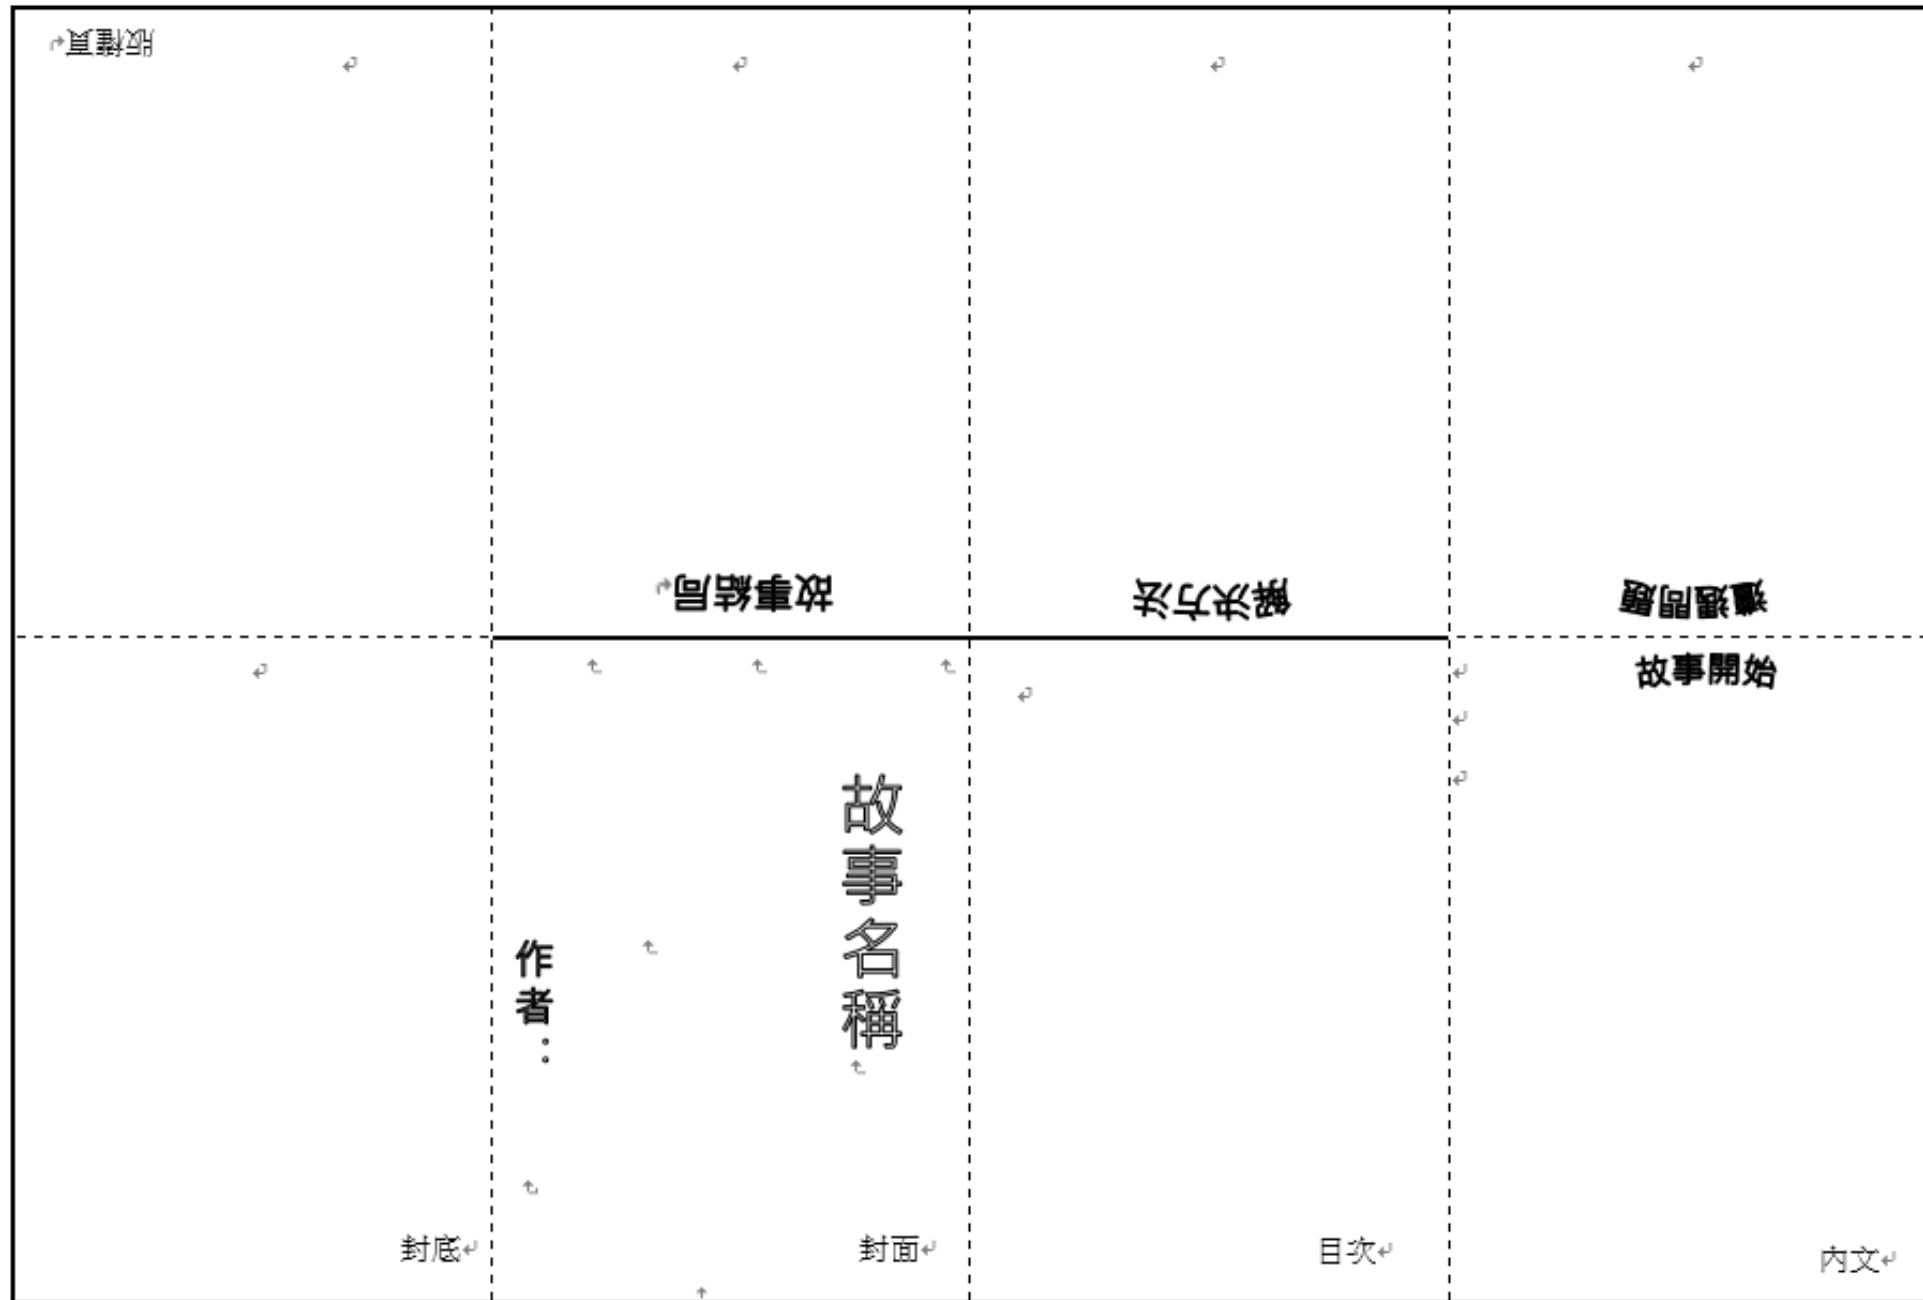 版權頁
故事結局
解決方法
遭遇問題
故事開始
故事名稱
作者：
封底
封面
目次
內文